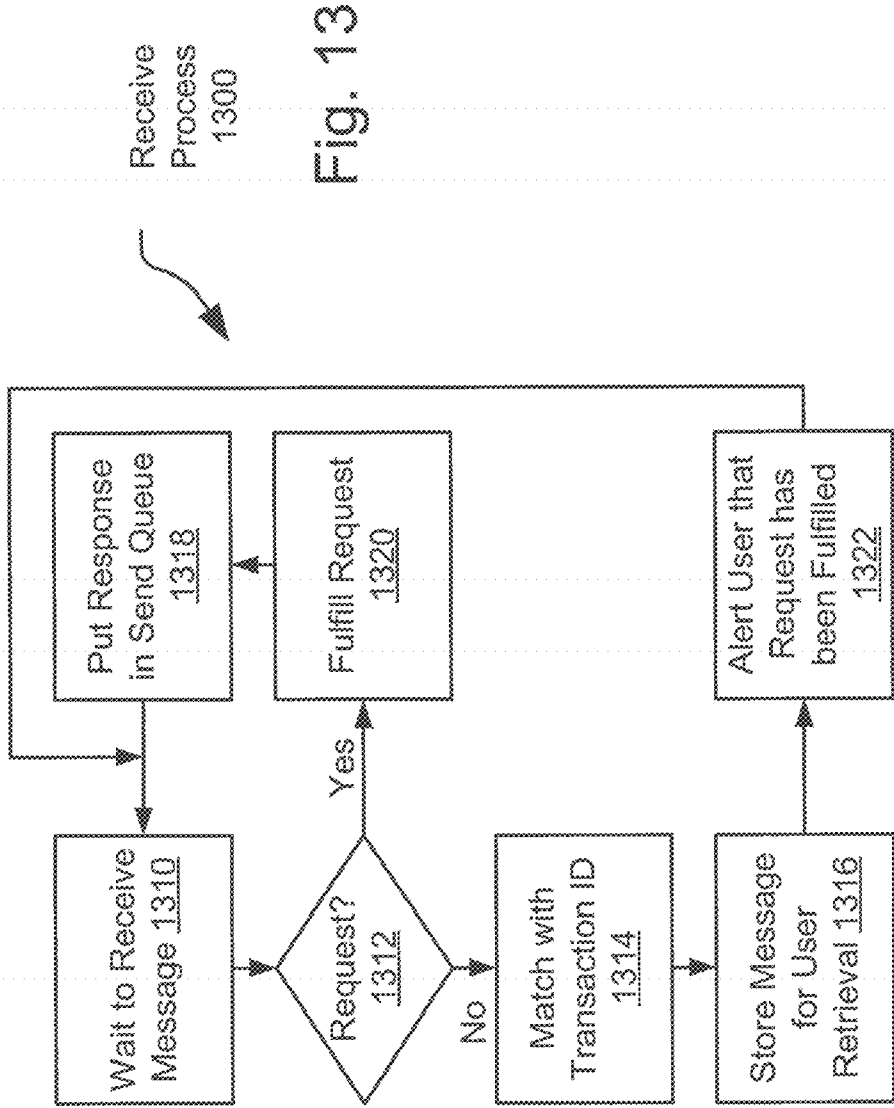 Wait to Receive
Message 1310
Request?
1312
Yes
No
Fulfill Request
1320
Put Response
in Send Queue
1318
Match with
Transaction ID
1314
Store Message
for User
Retrieval 1316
Alert User that
Request has
been Fulfilled
1322
Receive
Process
1300
Fig. 13